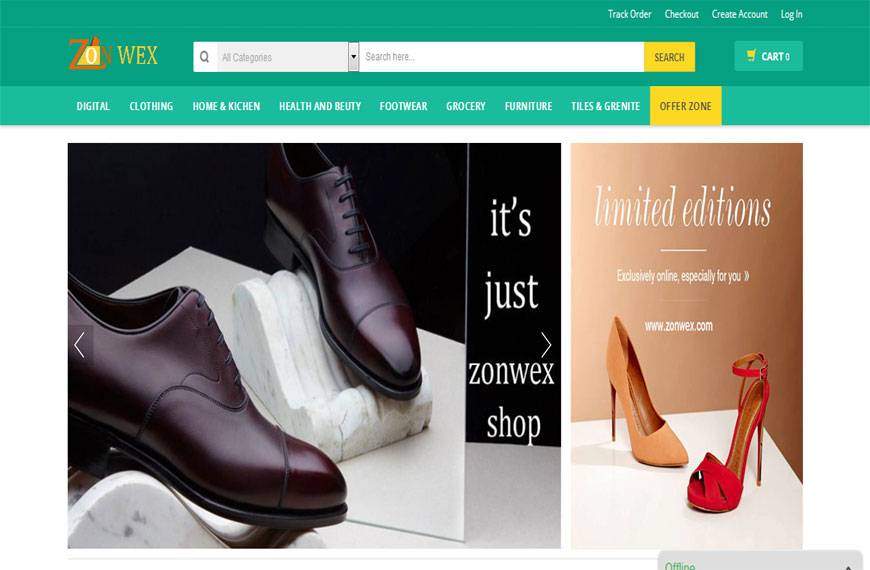 Track Order Checkout Create Account Log In
ZON WEX
All Categories
Search here...
SEARCH
CART 0
DIGITAL CLOTHING HOME & KICHEN HEALTH AND BEUTY FOOTWEAR GROCERY FURNITURE TILES & GRENITE OFFER ZONE
it's
just
zonwex
shop
limited editions
Exclusively online, especially for you »
www.zonwex.com
Offline